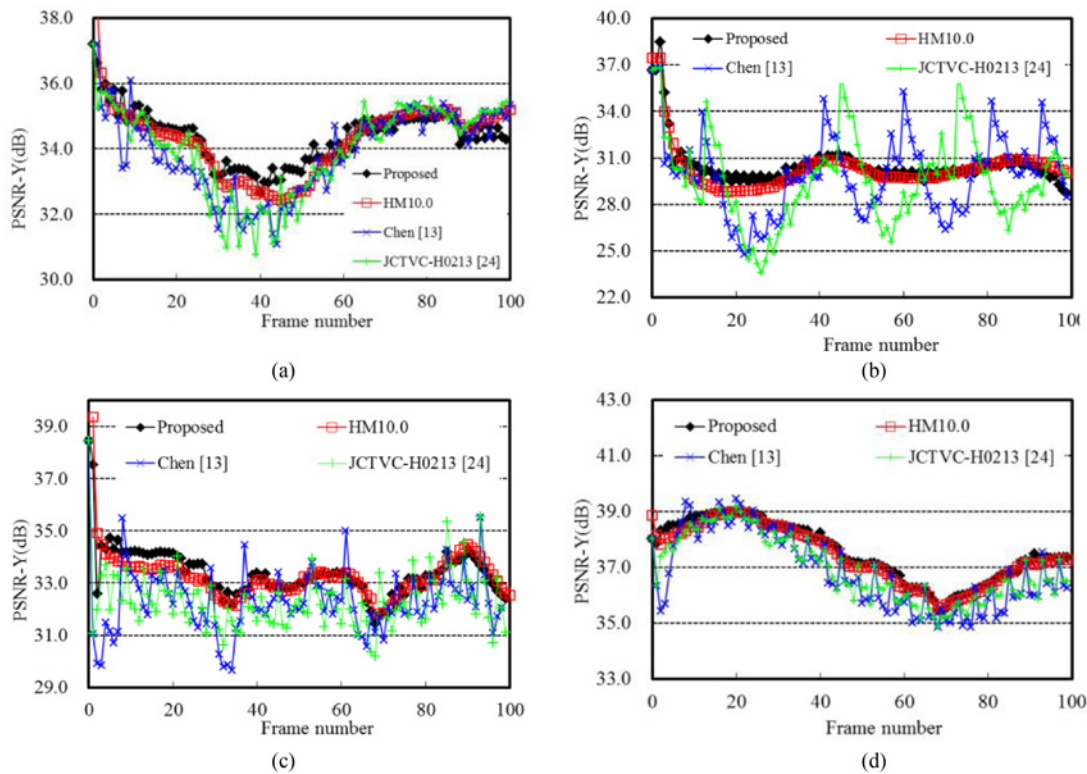 38.0
36.0
34.0
32.0
30.0
PSNR-Y(dB)
Proposed
HM10.0
Chen [13]
JCTVC-H0213 [24]
0 20 40 60 80 100
Frame number
(a)
40.0
37.0
34.0
31.0
28.0
25.0
22.0
PSNR-Y(dB)
Proposed HM10.0
Chen [13] JCTVC-H0213 [24]
0 20 40 60 80 100
Frame number
(b)
39.0
37.0
35.0
33.0
31.0
29.0
PSNR-Y(dB)
Proposed HM10.0
Chen [13] JCTVC-H0213 [24]
0 20 40 60 80 100
Frame number
(c)
43.0
41.0
39.0
37.0
35.0
33.0
PSNR-Y(dB)
Proposed HM10.0
Chen [13] JCTVC-H0213 [24]
0 20 40 60 80 100
Frame number
(d)